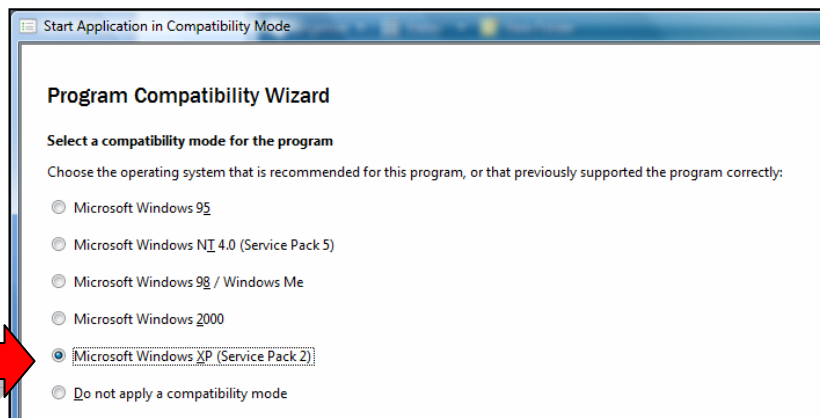 Start Application in Compatibility Mode
Program Compatibility Wizard
Select a compatibility mode for the program
Choose the operating system that is recommended for this program, or that previously supported the program correctly:
Microsoft Windows 95
Microsoft Windows NT 4.0 (Service Pack 5)
Microsoft Windows 98 / Windows Me
Microsoft Windows 2000
Microsoft Windows XP (Service Pack 2)
Do not apply a compatibility mode